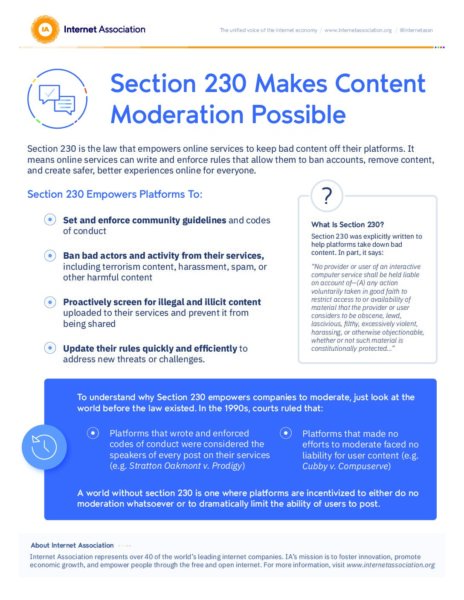 IA Internet Association
The unified voice of the internet economy | www.internetassociation.org | @internetassn
Section 230 Makes Content
Moderation Possible
Section 230 is the law that empowers online services to keep bad content off their platforms. It
means online services can write and enforce rules that allow them to ban accounts, remove content,
and create safer, better experiences online for everyone.
Section 230 Empowers Platforms To:
Set and enforce community guidelines and codes
of conduct
Ban bad actors and activity from their services,
including terrorism content, harassment, spam, or
other harmful content
Proactively screen for illegal and illicit content
uploaded to their services and prevent it from
being shared
Update their rules quickly and efficiently to
address new threats or challenges.
?
What Is Section 230?
Section 230 was explicitly written to
help platforms take down bad
content. In part, it says:
"No provider or user of an interactive
computer service shall be held liable
on account of—(A) any action
voluntarily taken in good faith to
restrict access to or availability of
material that the provider or user
considers to be obscene, lewd,
lascivious, filthy, excessively violent,
harassing, or otherwise objectionable,
whether or not such material is
constitutionally protected..."
To understand why Section 230 empowers companies to moderate, just look at the
world before the law existed. In the 1990s, courts ruled that:
Platforms that wrote and enforced
codes of conduct were considered the
speakers of every post on their services
(e.g. Stratton Oakmont v. Prodigy)
Platforms that made no
efforts to moderate faced no
liability for user content (e.g.
Cubby v. Compuserve)
A world without section 230 is one where platforms are incentivized to either do no
moderation whatsoever or to dramatically limit the ability of users to post.
About Internet Association
Internet Association represents over 40 of the world's leading internet companies. IA's mission is to foster innovation, promote
economic growth, and empower people through the free and open internet. For more information, visit www.internetassociation.org